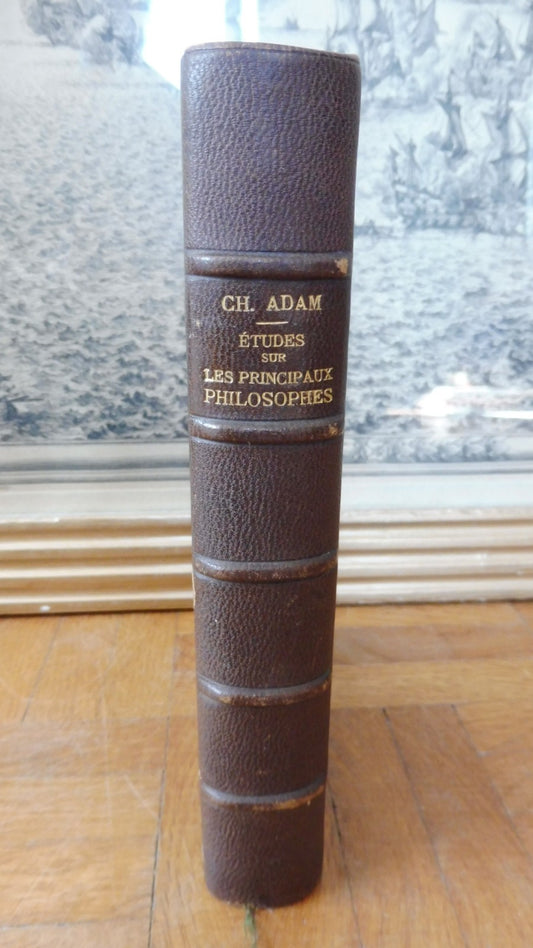 CH. ADAM
ÉTUDES
SUR
LES PRINCIPAUX
PHILOSOPHES